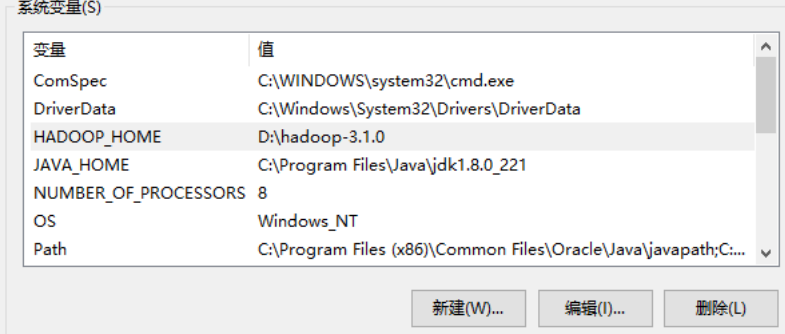 系统变量(S)
变量 值
ComSpec C:\WINDOWS\system32\cmd.exe
DriverData C:\Windows\System32\Drivers\DriverData
HADOOP_HOME D:\hadoop-3.1.0
JAVA_HOME C:\Program Files\Java\jdk1.8.0_221
NUMBER_OF_PROCESSORS 8
OS Windows_NT
Path C:\Program Files (x86)\Common Files\Oracle\Java\javapath;C:...
新建(W)... 编辑(I)... 删除(L)